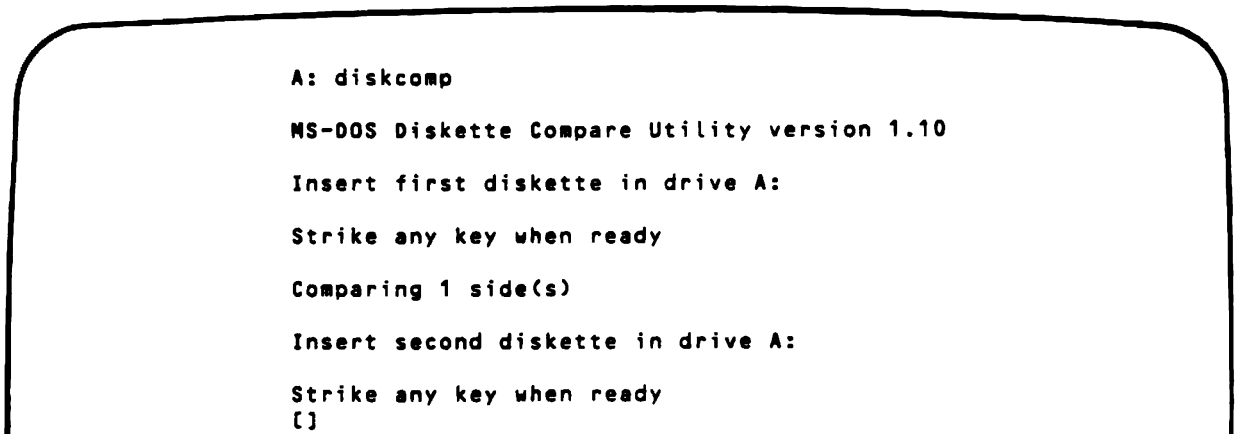 A: diskcomp
MS-DOS Diskette Compare Utility version 1.10
Insert first diskette in drive A:
Strike any key when ready
Comparing 1 side(s)
Insert second diskette in drive A:
Strike any key when ready
[]